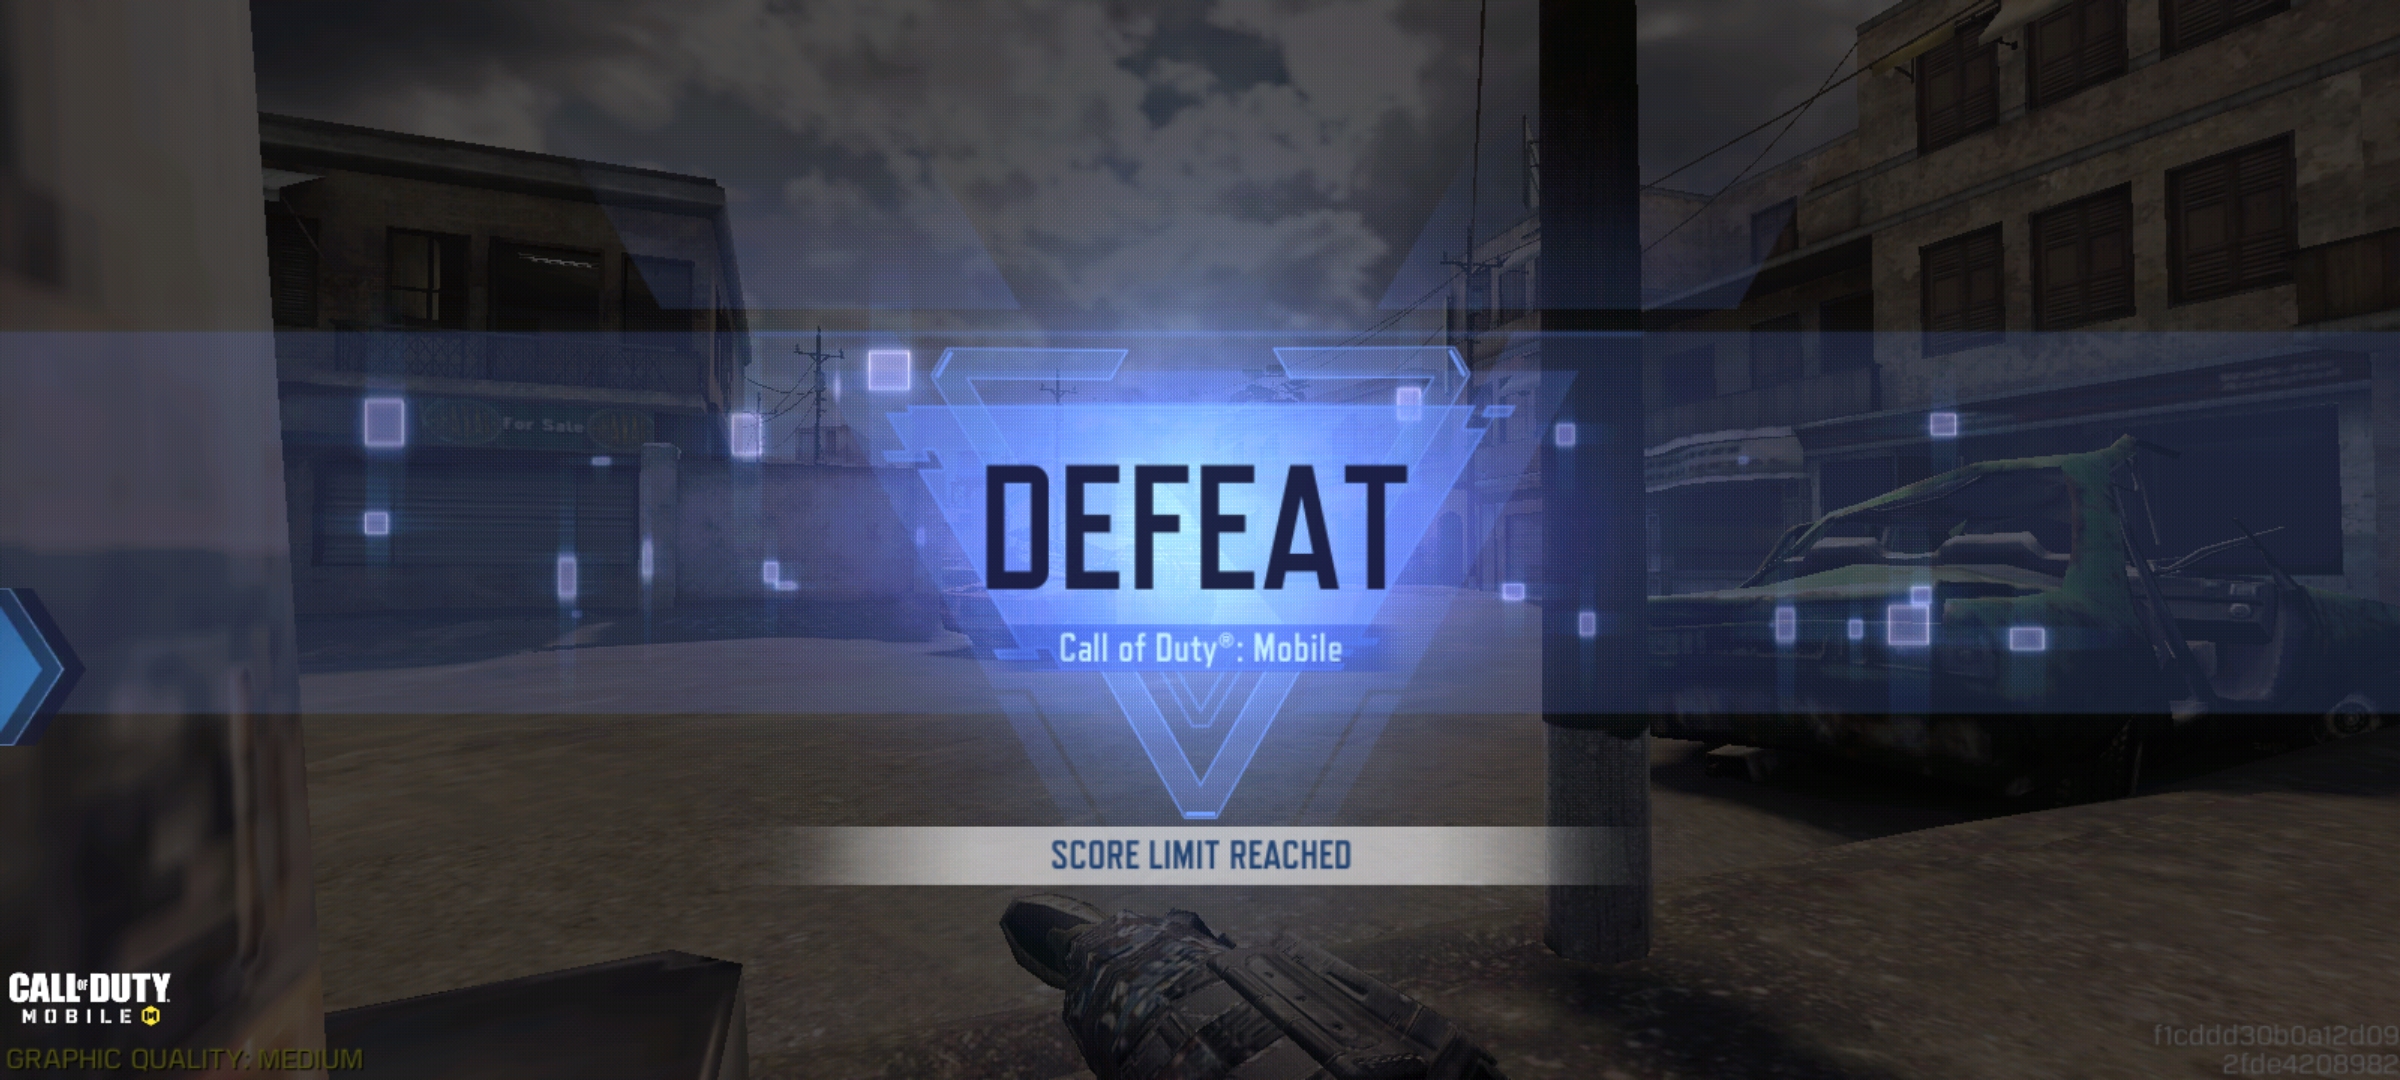 For Sale
DEFEAT
Call of Duty®: Mobile
SCORE LIMIT REACHED
CALL OF DUTY
MOBILE
GRAPHIC QUALITY: MEDIUM
f1cddd30b0a12d09
2fde4208982